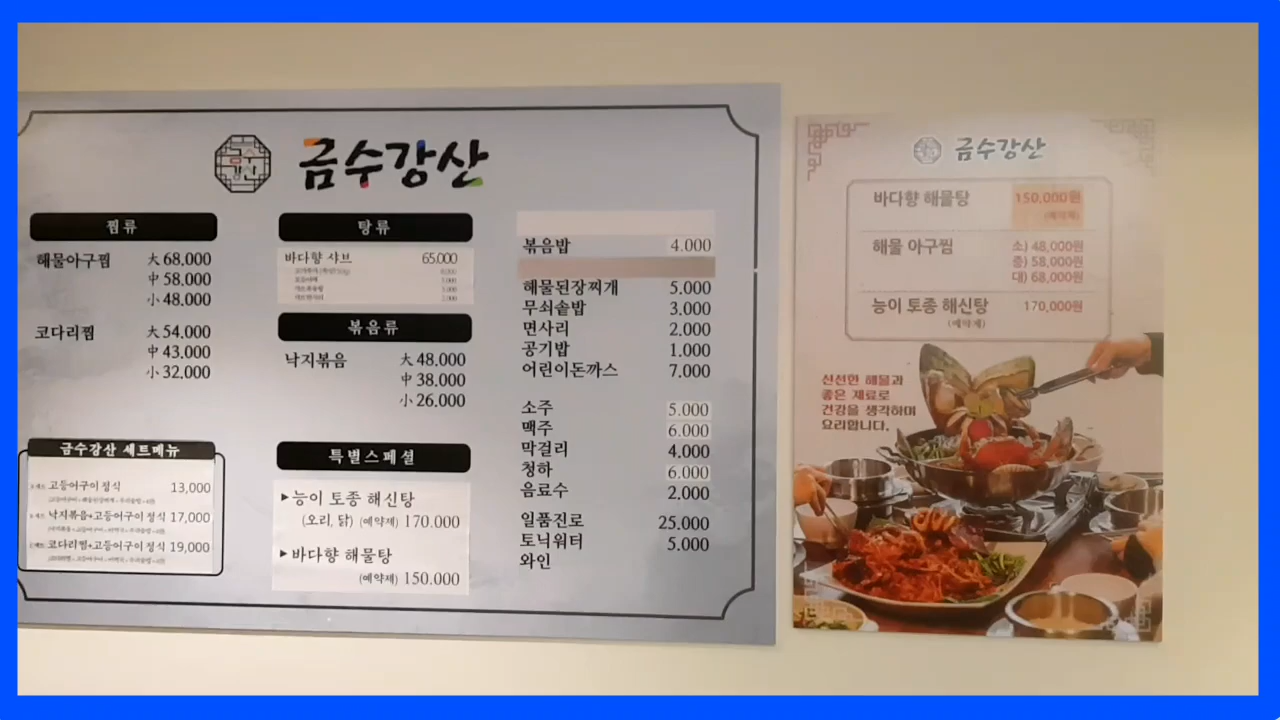 금수강산
금수강산
찜류
해물아구찜 大 68,000
中 58,000
小 48,000
코다리찜 大 54.000
中 43.000
小 32,000
금수강산 세트메뉴
고등어구이 정식 13,000
낙지볶음+고등어구이 정식 17,000
코다리찜+고등어구이 정식 19,000
탕류
바다향 샤브 65.000
볶음류
낙지볶음 大 48.000
中 38.000
小 26.000
특별스페셜
▶능이 토종 해신탕
(오리, 닭) (예약제) 170.000
▶바다향 해물탕
(예약제) 150.000
볶음밥 4.000
해물된장찌개 5.000
무쇠솥밥 3.000
면사리 2.000
공기밥 1.000
어린이돈까스 7.000
소주 5.000
맥주 6.000
막걸리 4.000
청하 6.000
음료수 2.000
일품진로 25.000
토닉워터 5.000
와인
금수강산
바다향 해물탕 150,000원
(예약제)
해물 아구찜 소) 48,000원
중) 58,000원
대) 68,000원
능이 토종 해신탕 170,000원
(예약제)
신선한 해물과
좋은 재료로
건강을 생각하며
요리합니다.